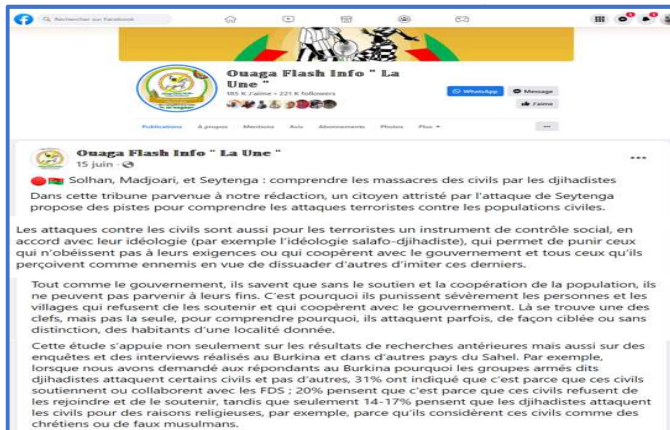 Rechercher sur Facebook
Ouaga Flash Info " La
Une "
185 K J'aime • 221 K followers
WhatsApp
Message
J'aime
Publications À propos Mentions Avis Abonnements Photos Plus
Ouaga Flash Info " La Une "
15 juin
Solhan, Madjoari, et Seytenga : comprendre les massacres des civils par les djihadistes
Dans cette tribune parvenue à notre rédaction, un citoyen attristé par l'attaque de Seytenga
propose des pistes pour comprendre les attaques terroristes contre les populations civiles.
Les attaques contre les civils sont aussi pour les terroristes un instrument de contrôle social, en
accord avec leur idéologie (par exemple l'idéologie salafo-djihadiste), qui permet de punir ceux
qui n'obéissent pas à leurs exigences ou qui coopèrent avec le gouvernement et tous ceux qu'ils
perçoivent comme ennemis en vue de dissuader d'autres d'imiter ces derniers.
Tout comme le gouvernement, ils savent que sans le soutien et la coopération de la population, ils
ne peuvent pas parvenir à leurs fins. C'est pourquoi ils punissent sévèrement les personnes et les
villages qui refusent de les soutenir et qui coopèrent avec le gouvernement. Là se trouve une des
clefs, mais pas la seule, pour comprendre pourquoi, ils attaquent parfois, de façon ciblée ou sans
distinction, des habitants d'une localité donnée.
Cette étude s'appuie non seulement sur les résultats de recherches antérieures mais aussi sur des
enquêtes et des interviews réalisés au Burkina et dans d'autres pays du Sahel. Par exemple,
lorsque nous avons demandé aux répondants au Burkina pourquoi les groupes armés dits
djihadistes attaquent certains civils et pas d'autres, 31% ont indiqué que c'est parce que ces civils
soutiennent ou collaborent avec les FDS ; 20% pensent que c'est parce que ces civils refusent de
les rejoindre et de le soutenir, tandis que seulement 14-17% pensent que les djihadistes attaquent
les civils pour des raisons religieuses, par exemple, parce qu'ils considèrent ces civils comme des
chrétiens ou de faux musulmans.